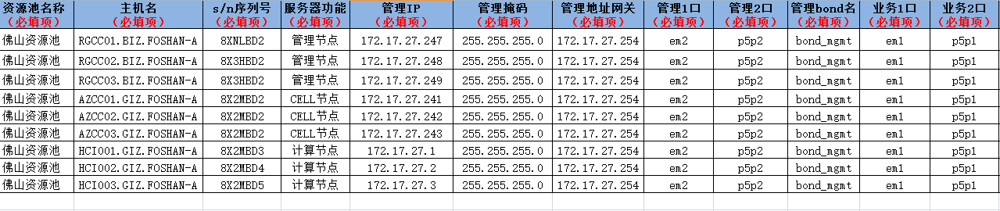 资源池名称 主机名 s/n序列号 服务器功能 管理IP 管理掩码 管理地址网关 管理1口 管理2口 管理bond名 业务1口 业务2口
(必填项) (必填项) (必填项) (必填项) (必填项) (必填项) (必填项) (必填项) (必填项) (必填项) (必填项) (必填项)
佛山资源池 RGCC01.BIZ.FOSHAN-A 8XNLBD2 管理节点 172.17.27.247 255.255.255.0 172.17.27.254 em2 p5p2 bond_mgmt em1 p5p1
佛山资源池 RGCC02.BIZ.FOSHAN-A 8X3HBD2 管理节点 172.17.27.248 255.255.255.0 172.17.27.254 em2 p5p2 bond_mgmt em1 p5p1
佛山资源池 RGCC03.BIZ.FOSHAN-A 8X3HBD2 管理节点 172.17.27.249 255.255.255.0 172.17.27.254 em2 p5p2 bond_mgmt em1 p5p1
佛山资源池 AZCC01.GIZ.FOSHAN-A 8X2MBD2 CELL节点 172.17.27.241 255.255.255.0 172.17.27.254 em2 p5p2 bond_mgmt em1 p5p1
佛山资源池 AZCC02.GIZ.FOSHAN-A 8X2MBD2 CELL节点 172.17.27.242 255.255.255.0 172.17.27.254 em2 p5p2 bond_mgmt em1 p5p1
佛山资源池 AZCC03.GIZ.FOSHAN-A 8X2MBD2 CELL节点 172.17.27.243 255.255.255.0 172.17.27.254 em2 p5p2 bond_mgmt em1 p5p1
佛山资源池 HCI001.GIZ.FOSHAN-A 8X2MBD3 计算节点 172.17.27.1 255.255.255.0 172.17.27.254 em2 p5p2 bond_mgmt em1 p5p1
佛山资源池 HCI002.GIZ.FOSHAN-A 8X2MBD4 计算节点 172.17.27.2 255.255.255.0 172.17.27.254 em2 p5p2 bond_mgmt em1 p5p1
佛山资源池 HCI003.GIZ.FOSHAN-A 8X2MBD5 计算节点 172.17.27.3 255.255.255.0 172.17.27.254 em2 p5p2 bond_mgmt em1 p5p1